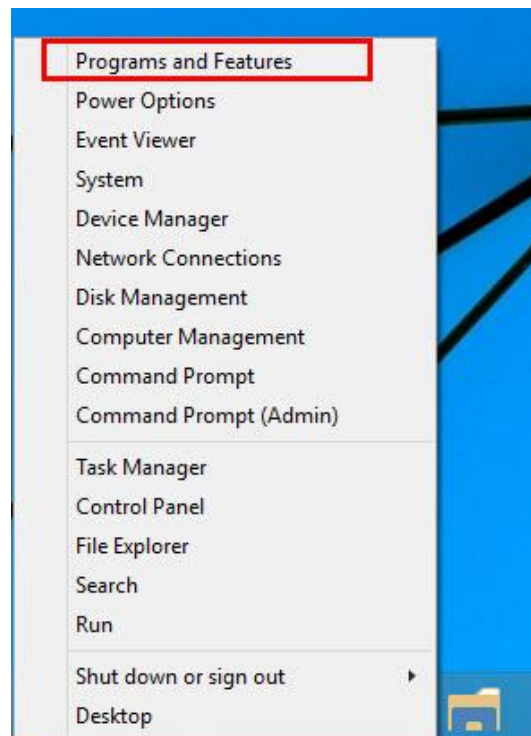 Programs and Features
Power Options
Event Viewer
System
Device Manager
Network Connections
Disk Management
Computer Management
Command Prompt
Command Prompt (Admin)
Task Manager
Control Panel
File Explorer
Search
Run
Shut down or sign out
Desktop